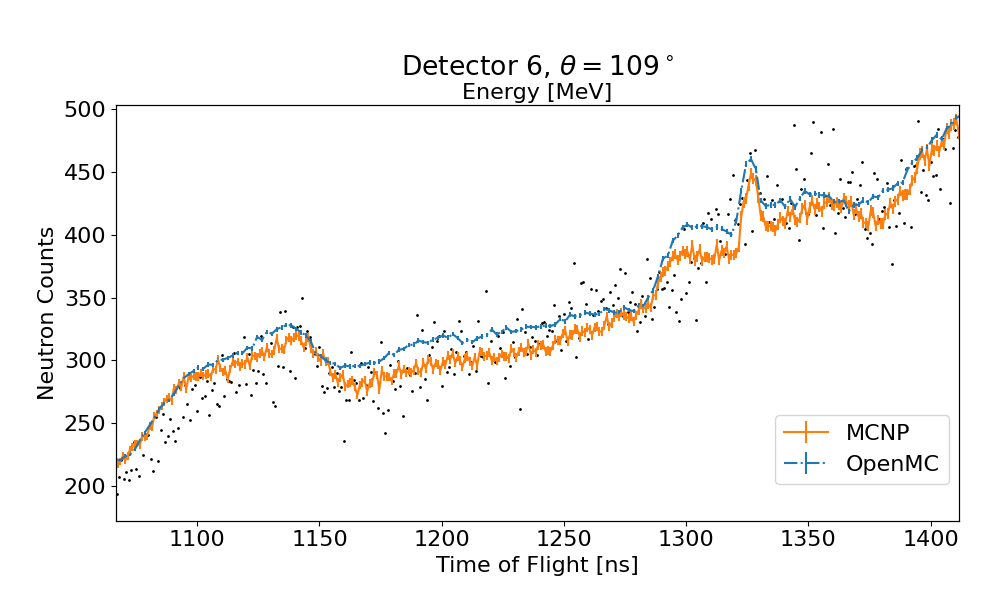 Detector 6, θ = 109°
Energy [MeV]
500
450
400
350
300
250
200
Neutron Counts
MCNP
OpenMC
1100 1150 1200 1250 1300 1350 1400
Time of Flight [ns]